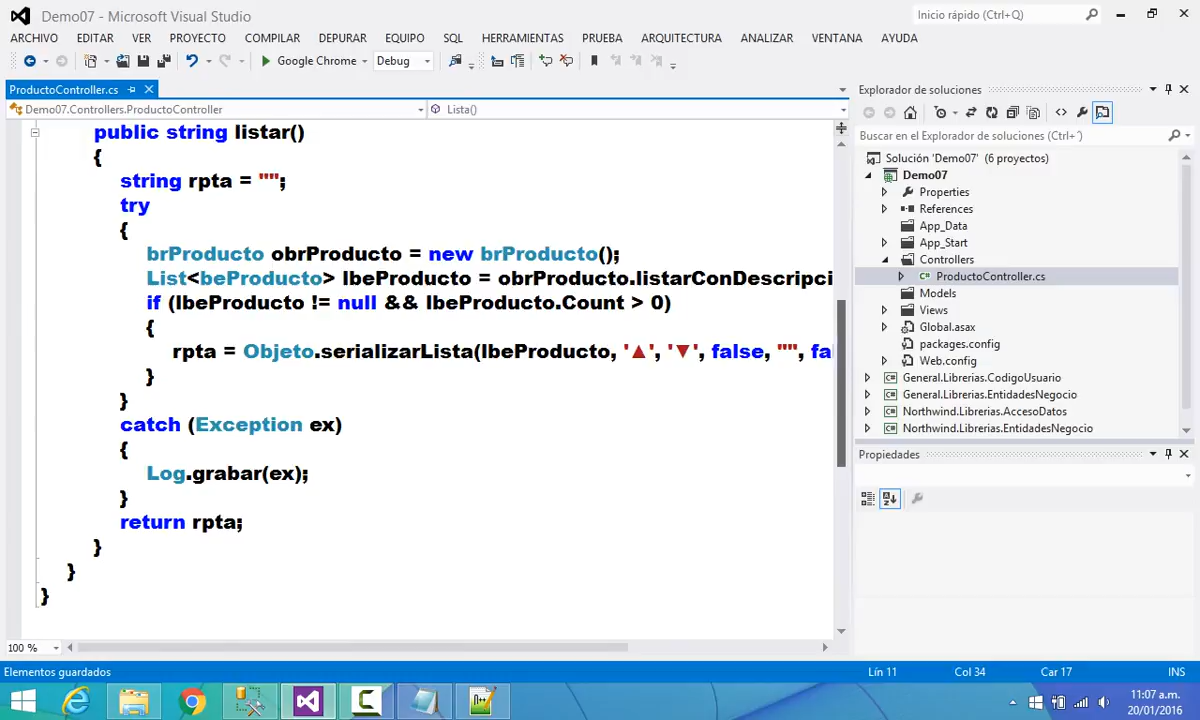 Demo07 - Microsoft Visual Studio
Inicio rápido (Ctrl+Q)
ARCHIVO EDITAR VER PROYECTO COMPILAR DEPURAR EQUIPO SQL HERRAMIENTAS PRUEBA ARQUITECTURA ANALIZAR VENTANA AYUDA
Google Chrome Debug
ProductoController.cs
Demo07.Controllers.ProductoController Lista()
public string listar()
{
string rpta = "";
try
{
brProducto obrProducto = new brProducto();
List<beProducto> lbeProducto = obrProducto.listarConDescripci
if (lbeProducto != null && lbeProducto.Count > 0)
{
rpta = Objeto.serializarLista(lbeProducto, '▲', '▼', false, "", fa
}
}
catch (Exception ex)
{
Log.grabar(ex);
}
return rpta;
}
}
}
100 %
Explorador de soluciones
Buscar en el Explorador de soluciones (Ctrl+´)
Solución 'Demo07' (6 proyectos)
Demo07
Properties
References
App_Data
App_Start
Controllers
C# ProductoController.cs
Models
Views
Global.asax
packages.config
Web.config
C# General.Librerias.CodigoUsuario
C# General.Librerias.EntidadesNegocio
C# Northwind.Librerias.AccesoDatos
C# Northwind.Librerias.EntidadesNegocio
Propiedades
Elementos guardados Lín 11 Col 34 Car 17 INS
11:07 a.m.
20/01/2016